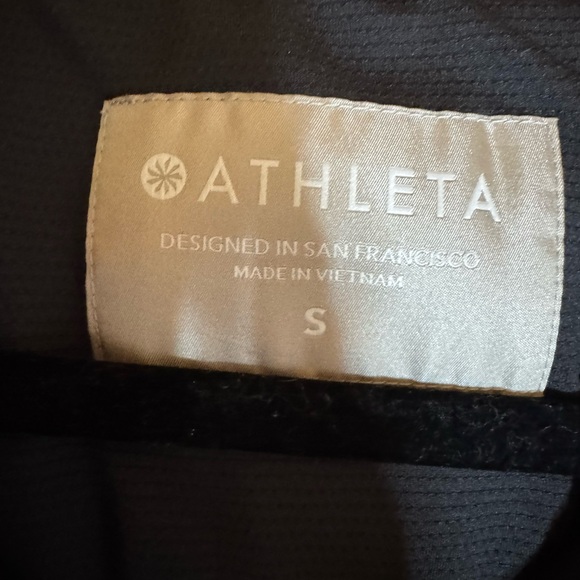 ATHLETA
DESIGNED IN SAN FRANCISCO
MADE IN VIETNAM
S